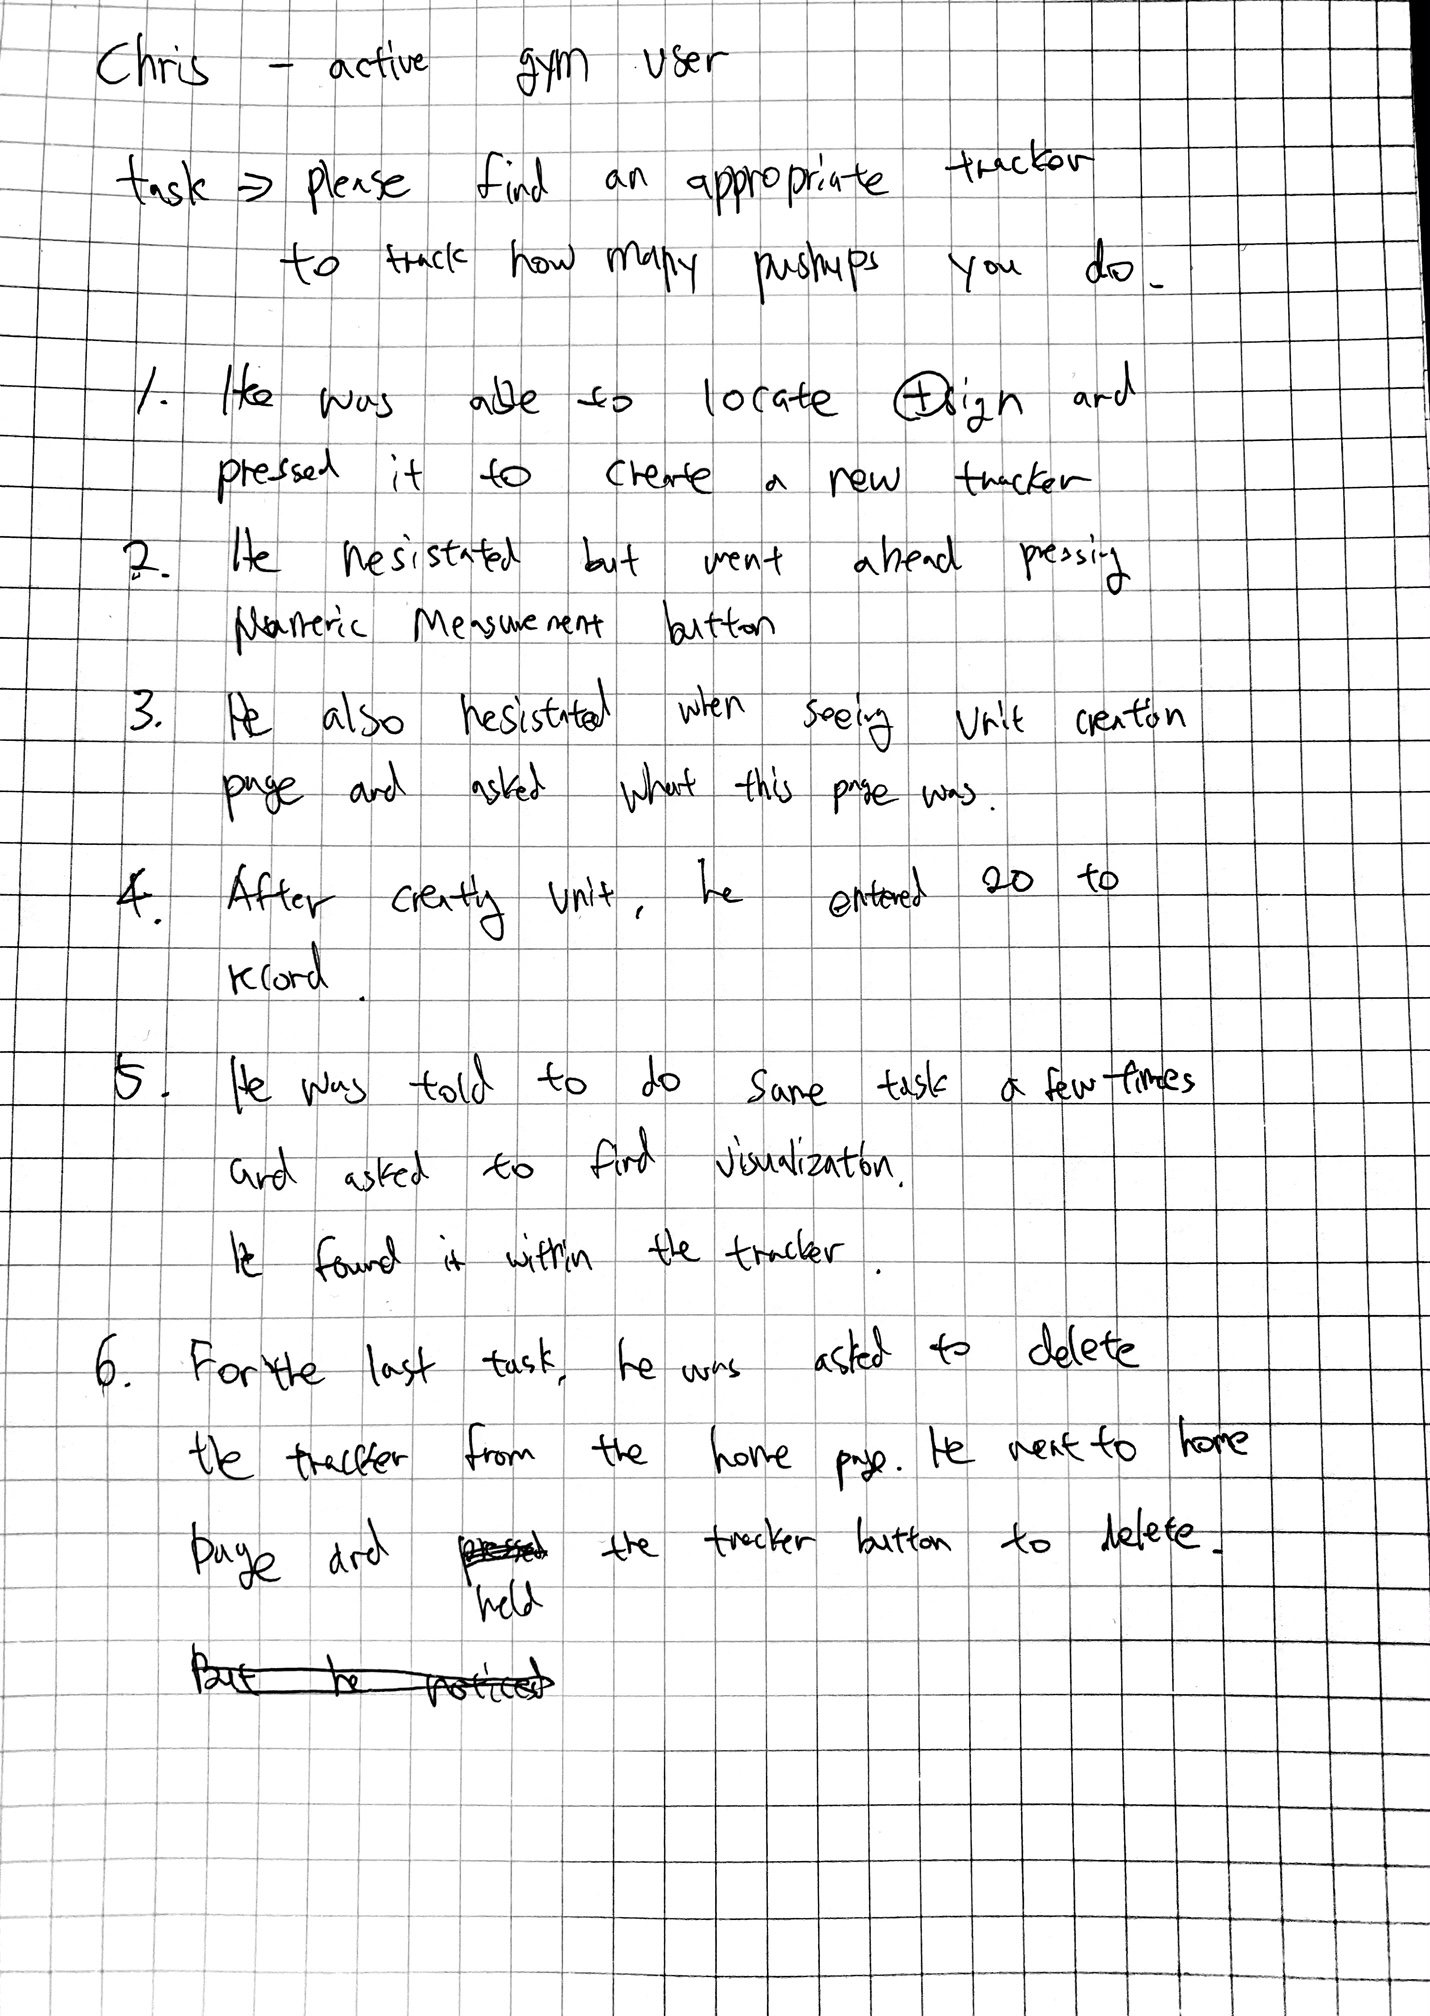 Chris - active gym user
task ⇒ please find an appropriate tracker
to track how many pushups you do.
1. He was able to locate ⊕sign and
pressed it to create a new tracker
2. He hesistated but went ahead pressing
Numeric Measurement button
3. He also hesistated when seeing unit creation
page and asked what this page was.
4. After creating unit, he entered 20 to
record.
5. He was told to do same task a few times
and asked to find visualization.
He found it within the tracker.
6. For the last task, he was asked to delete
the tracker from the home page. He went to home
page and pressed the tracker button to delete.
held
But he noticed